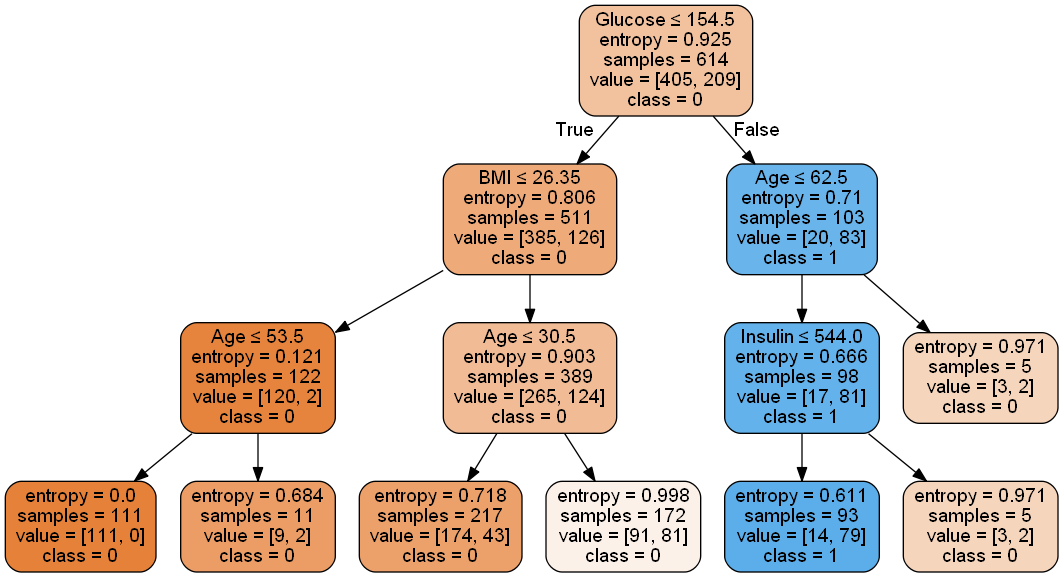 Glucose ≤ 154.5
entropy = 0.925
samples = 614
value = [405, 209]
class = 0
True
False
BMI ≤ 26.35
entropy = 0.806
samples = 511
value = [385, 126]
class = 0
Age ≤ 62.5
entropy = 0.71
samples = 103
value = [20, 83]
class = 1
Age ≤ 53.5
entropy = 0.121
samples = 122
value = [120, 2]
class = 0
Age ≤ 30.5
entropy = 0.903
samples = 389
value = [265, 124]
class = 0
Insulin ≤ 544.0
entropy = 0.666
samples = 98
value = [17, 81]
class = 1
entropy = 0.971
samples = 5
value = [3, 2]
class = 0
entropy = 0.0
samples = 111
value = [111, 0]
class = 0
entropy = 0.684
samples = 11
value = [9, 2]
class = 0
entropy = 0.718
samples = 217
value = [174, 43]
class = 0
entropy = 0.998
samples = 172
value = [91, 81]
class = 0
entropy = 0.611
samples = 93
value = [14, 79]
class = 1
entropy = 0.971
samples = 5
value = [3, 2]
class = 0